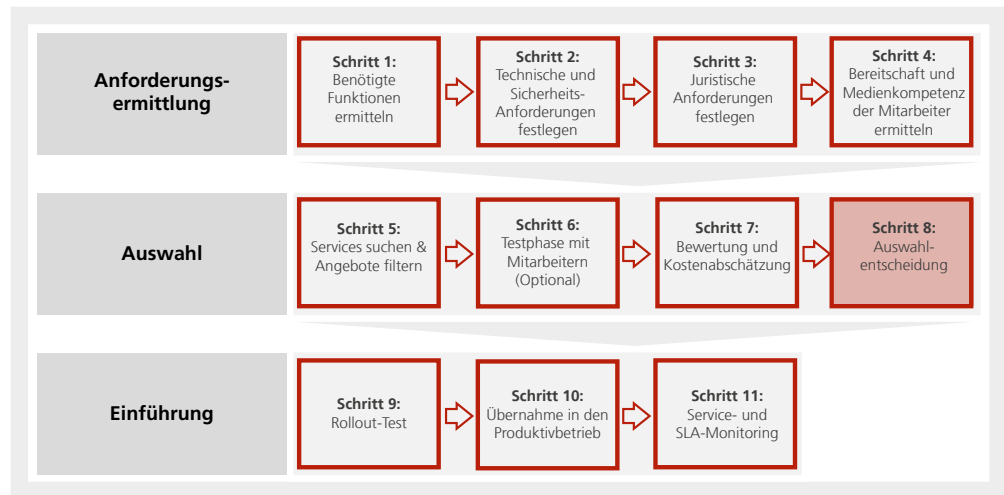 Anforderungs-
ermittlung
Schritt 1:
Benötigte
Funktionen
ermitteln
Schritt 2:
Technische und
Sicherheits-
Anforderungen
festlegen
Schritt 3:
Juristische
Anforderungen
festlegen
Schritt 4:
Bereitschaft und
Medienkompetenz
der Mitarbeiter
ermitteln
Auswahl
Schritt 5:
Services suchen &
Angebote filtern
Schritt 6:
Testphase mit
Mitarbeitern
(Optional)
Schritt 7:
Bewertung und
Kostenabschätzung
Schritt 8:
Auswahl-
entscheidung
Einführung
Schritt 9:
Rollout-Test
Schritt 10:
Übernahme in den
Produktivbetrieb
Schritt 11:
Service- und
SLA-Monitoring